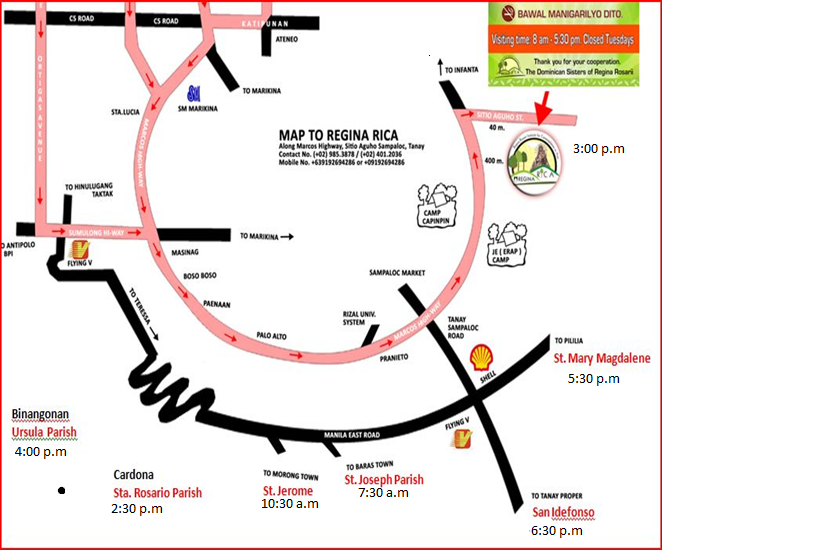 C5 ROAD
C5 ROAD
KATIPUNAN
ATENEO
BAWAL MANIGARILYO DITO.
Visiting time: 8 am - 5:30 pm. Closed Tuesdays
Thank you for your cooperation.
The Dominican Sisters of Regina Rosarii
TO INFANTA
ORTIGAS AVENUE
TO MARIKINA
SM MARIKINA
STA.LUCIA
MARCOS HIGH-WAY
MAP TO REGINA RICA
Along Marcos Highway, Sitio Aguho Sampaloc, Tanay
Contact No. (+02) 985.3878 / (+02) 401.2036
Mobile No. +639192694286 or +09192694286
SITIO AGUHO ST.
40 m.
400 m.
3:00 p.m
REGINA RICA
TO HINULUGANG
TAKTAK
CAMP
CAPINPIN
SUMULONG HI-WAY
TO MARIKINA
O ANTIPOLO
BPI
FLYING V
MASINAG
JE ( ERAP )
CAMP
BOSO BOSO
SAMPALOC MARKET
TO TERESSA
PAENAAN
RIZAL UNIV.
SYSTEM
MARCOS HIGH-WAY
TANAY
SAMPALOC
ROAD
PALO ALTO
PRANIETO
SHELL
TO PILILIA
St. Mary Magdalene
5:30 p.m
Binangonan
Ursula Parish
4:00 p.m
MANILA EAST ROAD
FLYING V
Cardona
Sta. Rosario Parish
2:30 p.m
TO MORONG TOWN
St. Jerome
10:30 a.m
TO BARAS TOWN
St. Joseph Parish
7:30 a.m
TO TANAY PROPER
San Idefonso
6:30 p.m